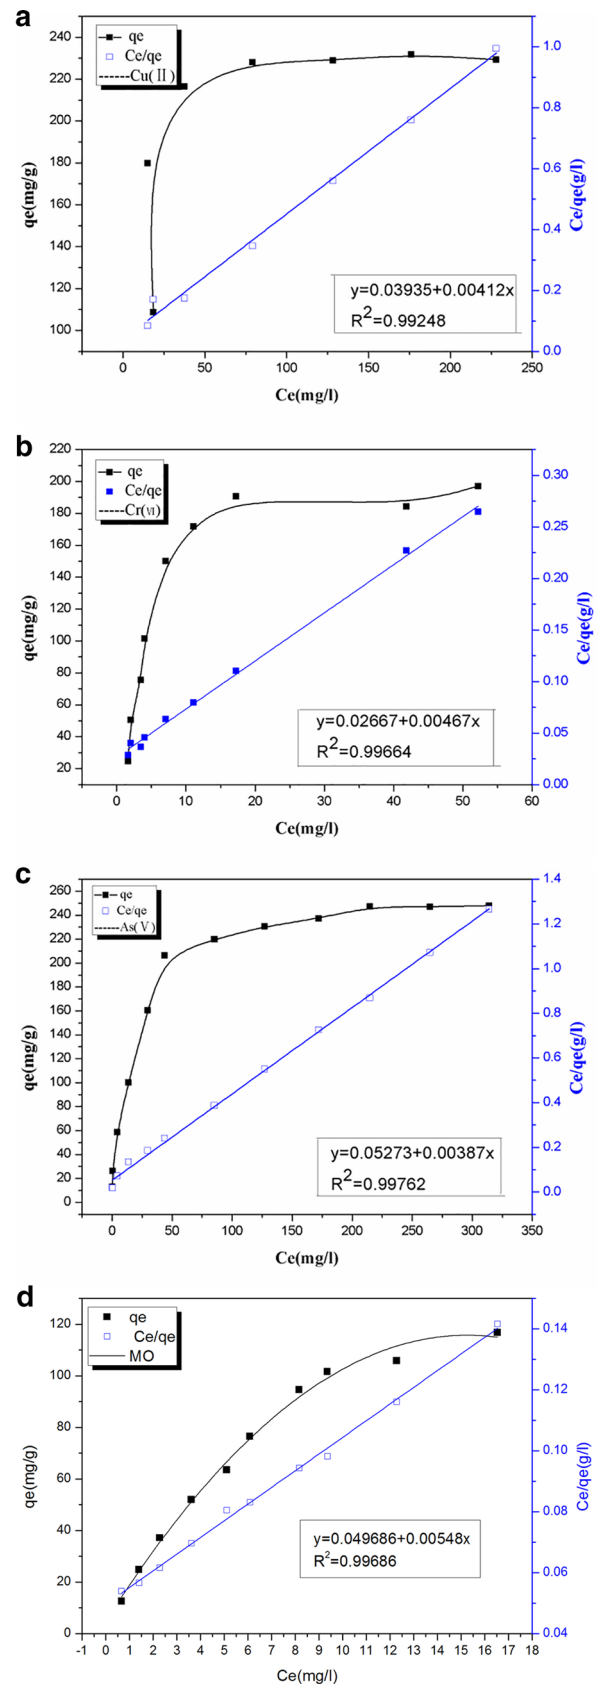 a
qe
Ce/qe
Cu(Ⅱ)
240
220
200
180
160
140
120
100
qe(mg/g)
1.0
0.8
0.6
0.4
0.2
0.0
Ce/qe(g/l)
y=0.03935+0.00412x
R²=0.99248
0 50 100 150 200 250
Ce(mg/l)
b
qe
Ce/qe
Cr(VI)
220
200
180
160
140
120
100
80
60
40
20
qe(mg/g)
0.30
0.25
0.20
0.15
0.10
0.05
0.00
Ce/qe(g/l)
y=0.02667+0.00467x
R²=0.99664
0 10 20 30 40 50 60
Ce(mg/l)
c
qe
Ce/qe
As(Ⅴ)
260
240
220
200
180
160
140
120
100
80
60
40
20
0
qe(mg/g)
1.4
1.2
1.0
0.8
0.6
0.4
0.2
0.0
Ce/qe(g/l)
y=0.05273+0.00387x
R²=0.99762
0 50 100 150 200 250 300 350
Ce(mg/l)
d
qe
Ce/qe
MO
120
100
80
60
40
20
0
qe(mg/g)
0.14
0.12
0.10
0.08
0.06
0.04
Ce/qe(g/l)
y=0.049686+0.00548x
R²=0.99686
-1 0 1 2 3 4 5 6 7 8 9 10 11 12 13 14 15 16 17 18
Ce(mg/l)